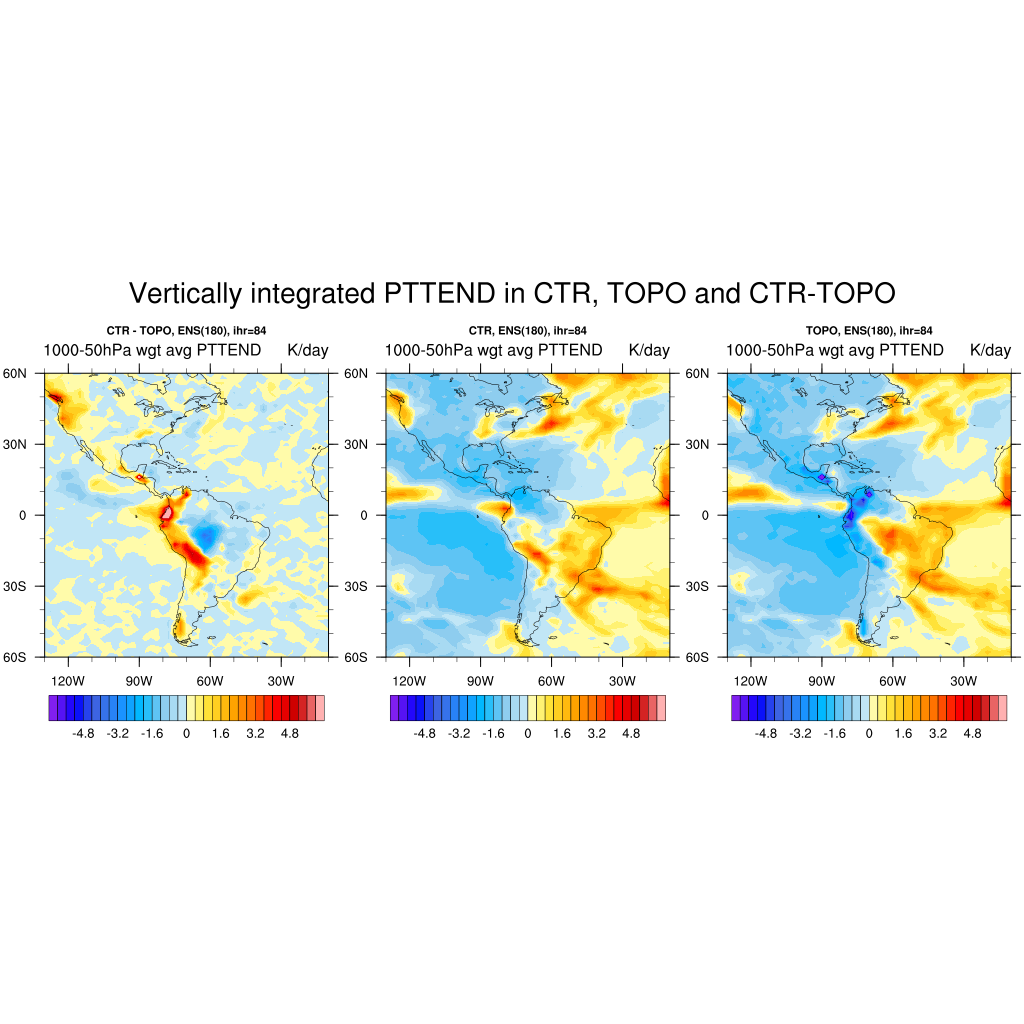 Vertically integrated PTTEND in CTR, TOPO and CTR-TOPO
CTR - TOPO, ENS(180), ihr=84
1000-50hPa wgt avg PTTEND K/day
60N
30N
0
30S
60S
120W 90W 60W 30W
-4.8 -3.2 -1.6 0 1.6 3.2 4.8
CTR, ENS(180), ihr=84
1000-50hPa wgt avg PTTEND K/day
60N
30N
0
30S
60S
120W 90W 60W 30W
-4.8 -3.2 -1.6 0 1.6 3.2 4.8
TOPO, ENS(180), ihr=84
1000-50hPa wgt avg PTTEND K/day
60N
30N
0
30S
60S
120W 90W 60W 30W
-4.8 -3.2 -1.6 0 1.6 3.2 4.8